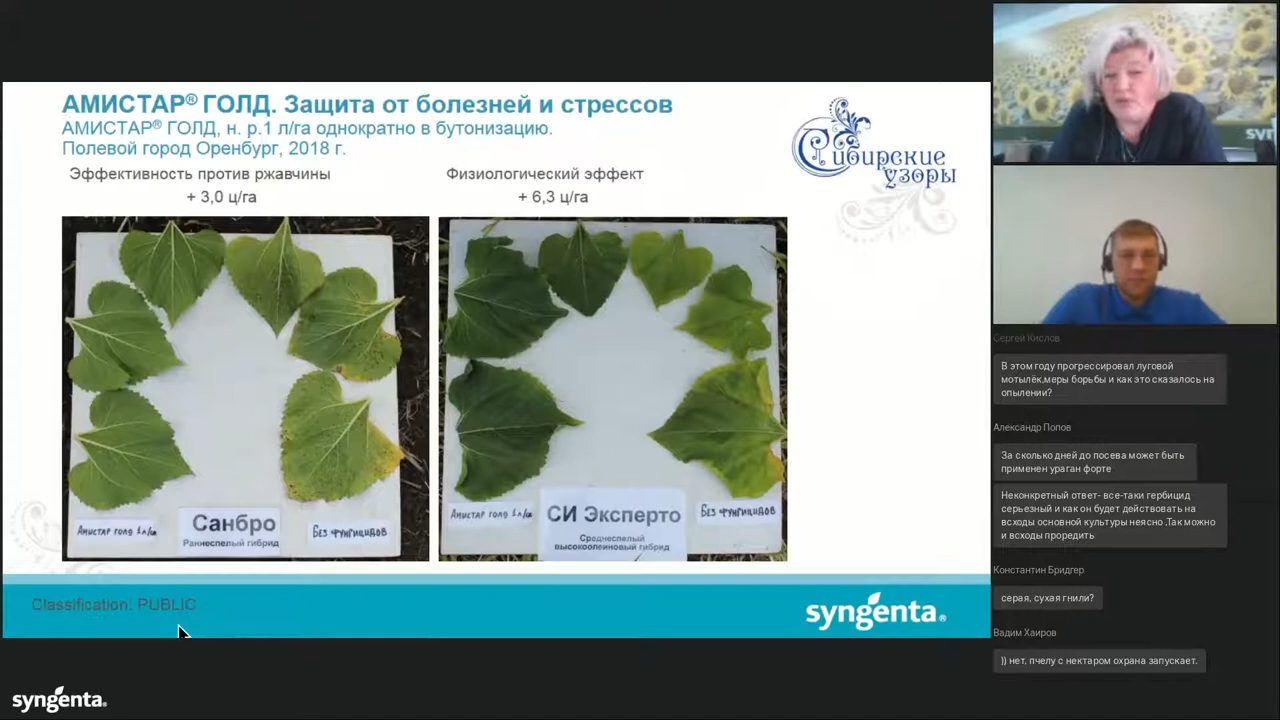 АМИСТАР® ГОЛД. Защита от болезней и стрессов
АМИСТАР® ГОЛД, н. р.1 л/га однократно в бутонизацию.
Полевой город Оренбург, 2018 г.
Эффективность против ржавчины
+ 3,0 ц/га
Физиологический эффект
+ 6,3 ц/га
Сибирские
узоры
Амистар голд 1л/га
Санбро
Раннеспелый гибрид
Без фунгицидов
Амистар голд 1л/га
СИ Эксперто
Среднеспелый
высокоолеиновый гибрид
Без фунгицидов
Classification: PUBLIC
syngenta®
syngenta®
syn
Сергей Кислов
В этом году прогрессировал луговой
мотылёк,меры борьбы и как это сказалось на
опылении?
Александр Попов
За сколько дней до посева может быть
применен ураган форте
Неконкретный ответ- все-таки гербицид
серьезный и как он будет действовать на
всходы основной культуры неясно .Так можно
и всходы проредить
Константин Бридгер
серая, сухая гнили?
Вадим Хаиров
)) нет, пчелу с нектаром охрана запускает.